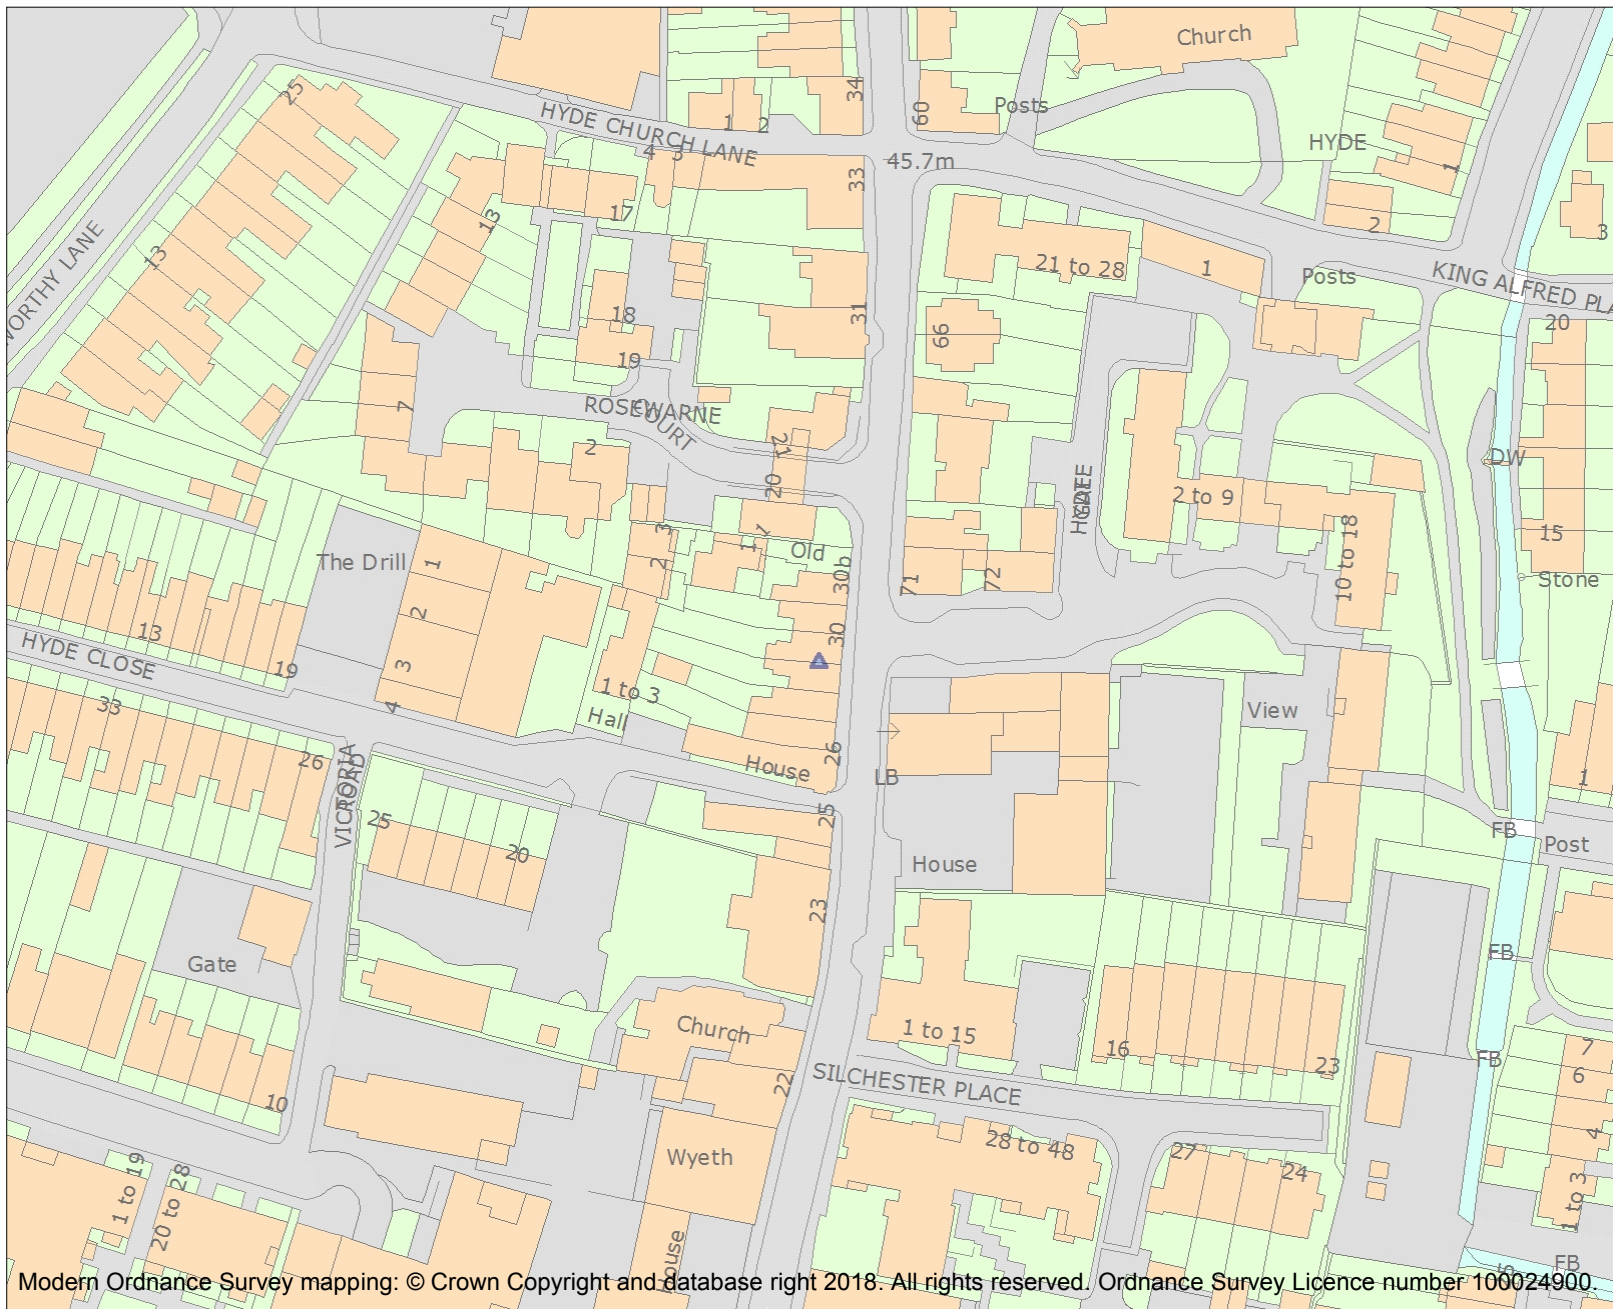 Church
25
34
60
Posts
HYDE CHURCH LANE
1
2
4
3
45.7m
HYDE
1
33
17
13
2
3
13
WORTHY LANE
21 to 28
1
Posts
KING ALFRED PLA
18
31
66
20
19
7
ROSEWARNE
COURT
2
21
20
DW
HYDE
GATE
2 to 9
10 to 18
15
The Drill
1
3
2
1
1
Old
30b
71
72
Stone
2
13
HYDE CLOSE
19
3
30
1 to 3
Hall
4
33
26
VICTORIA
ROAD
House
26
LB
View
1
25
20
25
House
FB
Post
23
Gate
FB
Church
1 to 15
16
23
FB
7
6
10
22
SILCHESTER PLACE
4
Wyeth
28 to 48
27
24
1 to 19
20 to 28
1 to 3
House
FB
Modern Ordnance Survey mapping: © Crown Copyright and database right 2018. All rights reserved. Ordnance Survey Licence number 100024900.